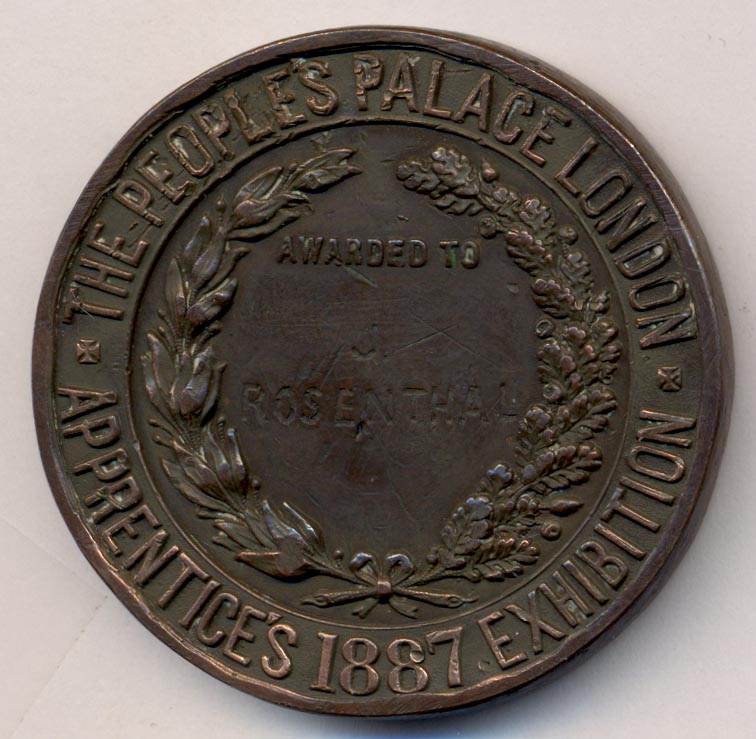 THE PEOPLE'S PALACE LONDON
AWARDED TO
J.
ROSENTHAL
APPRENTICE'S 1887 EXHIBITION